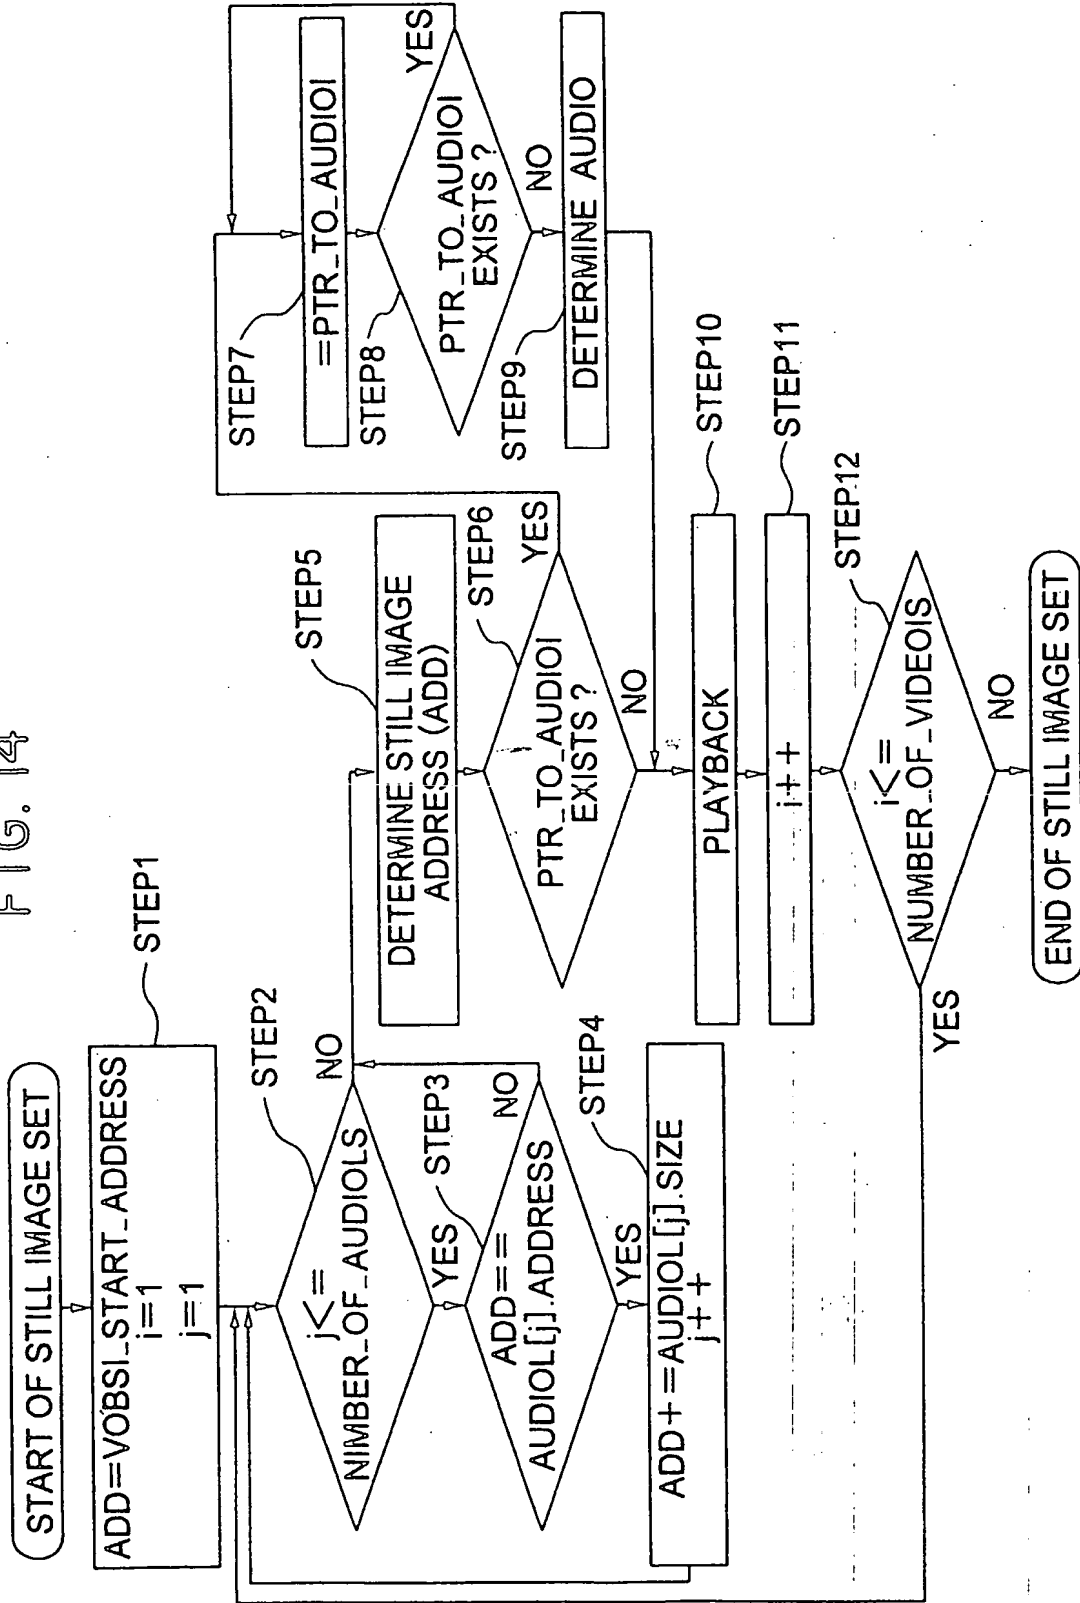 FIG. 14
START OF STILL IMAGE SET
ADD=VOBSI_START_ADDRESS
i=1
j=1
STEP1
j<=
NIMBER_OF_AUDIOLS
STEP2
NO
YES
ADD==
AUDIOL[j].ADDRESS
STEP3
NO
YES
ADD+=AUDIOL[j].SIZE
j++
STEP4
DETERMINE STILL IMAGE
ADDRESS (ADD)
STEP5
PTR_TO_AUDIOI
EXISTS?
STEP6
YES
NO
STEP7
=PTR_TO_AUDIOI
STEP8
PTR_TO_AUDIOI
EXISTS?
YES
NO
STEP9
DETERMINE AUDIO
PLAYBACK
STEP10
i++
STEP11
i<=
NUMBER_OF_VIDEOIS
STEP12
YES
NO
END OF STILL IMAGE SET